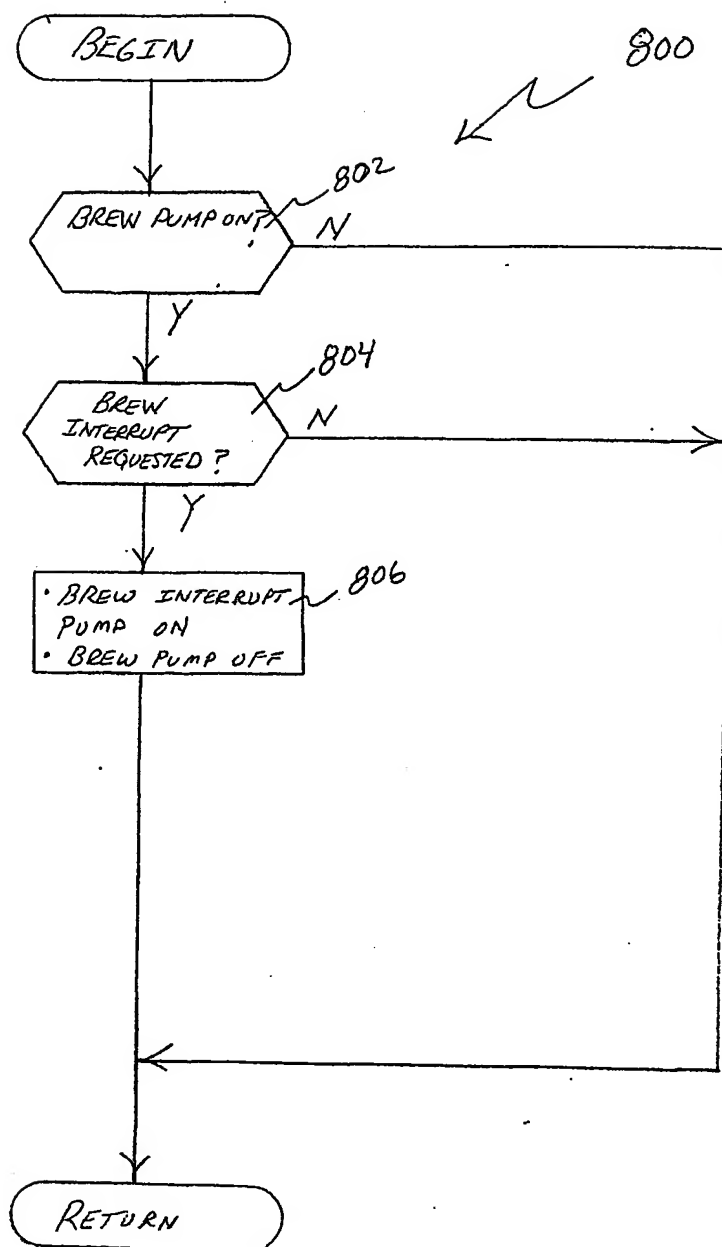 BEGIN
800
802
BREW PUMP ON?
N
Y
804
BREW
INTERRUPT
REQUESTED?
N
Y
806
• BREW INTERRUPT
PUMP ON
• BREW PUMP OFF
RETURN